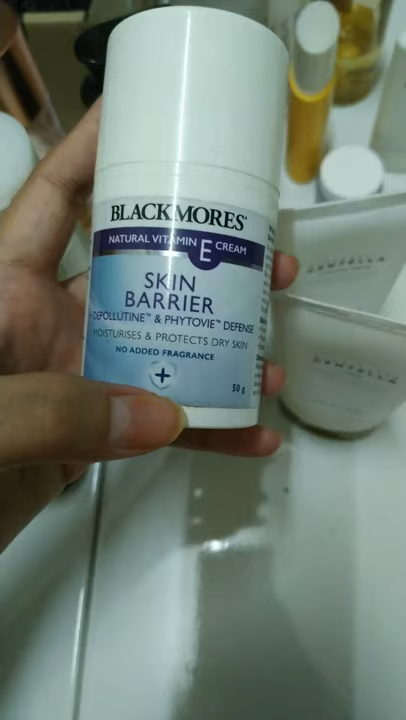 BLACKMORES®
NATURAL VITAMIN E CREAM
SKIN
BARRIER
DEPOLLUTINE™ & PHYTOVIE™ DEFENSE
MOISTURISES & PROTECTS DRY SKIN
NO ADDED FRAGRANCE
50 g